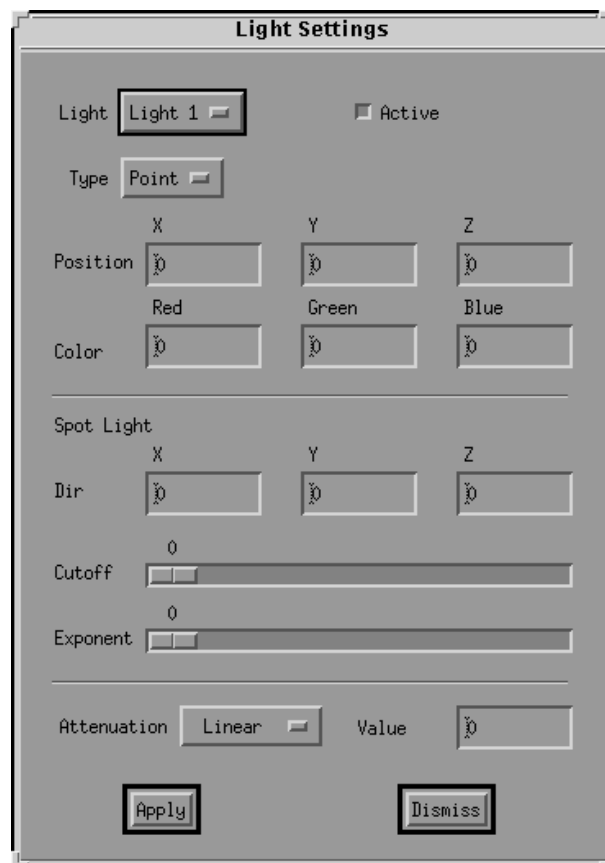 Light Settings
Light Light 1 Active
Type Point
X Y Z
Position 0 0 0
Red Green Blue
Color 0 0 0
Spot Light
X Y Z
Dir 0 0 0
0
Cutoff
0
Exponent
Attenuation Linear Value 0
Apply Dismiss